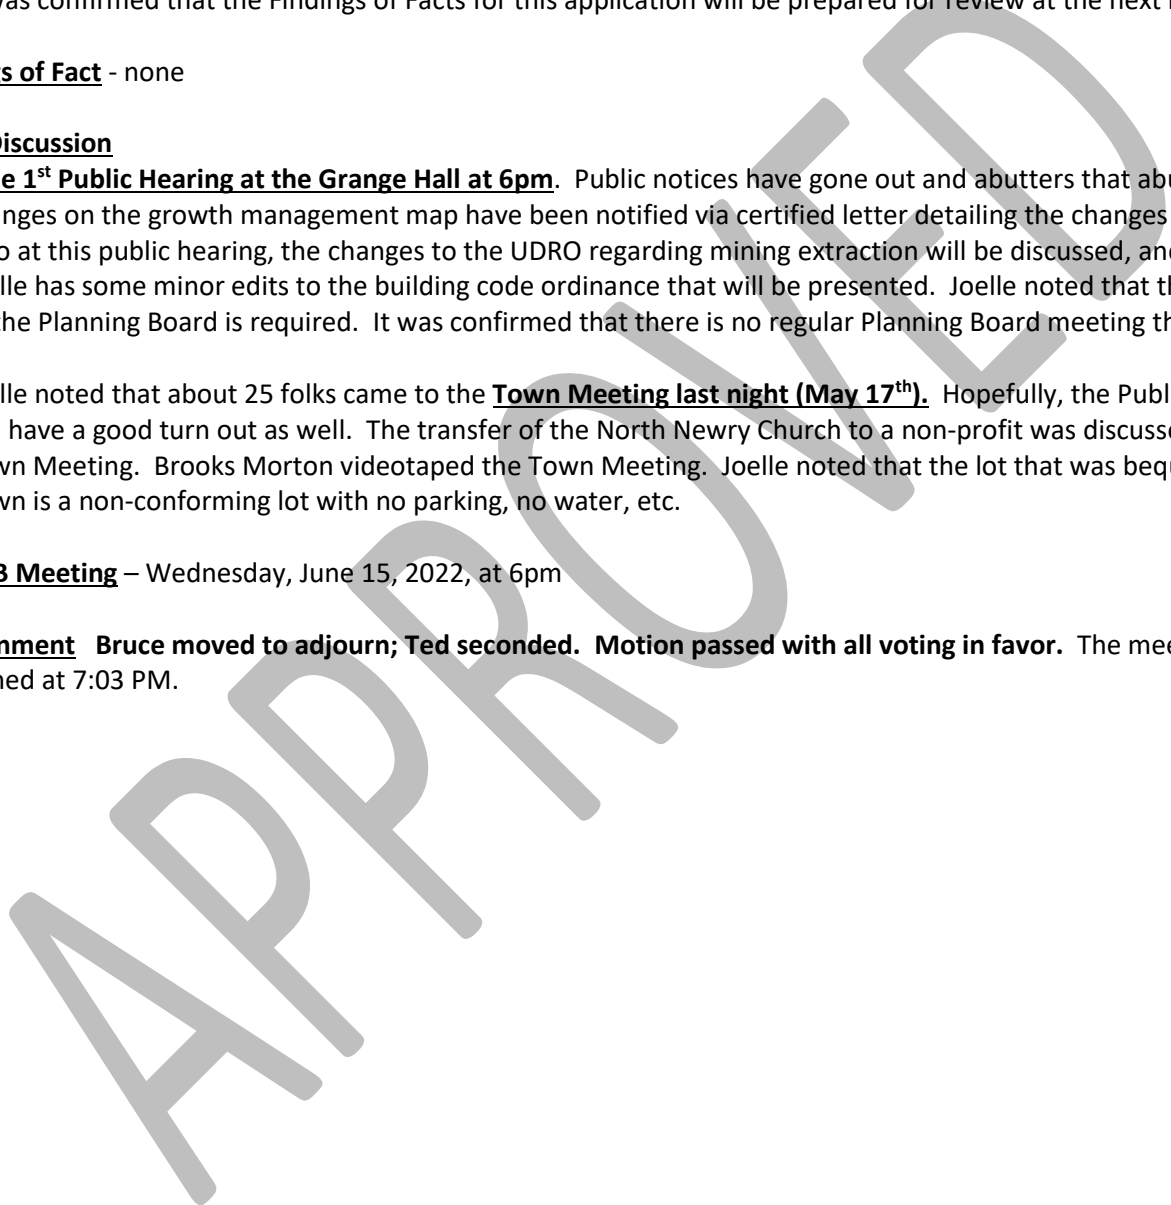 was confirmed that the Findings of Facts for this application will be prepared for review at the next
s of Fact - none
Discussion
e 1st Public Hearing at the Grange Hall at 6pm. Public notices have gone out and abutters that abu
nges on the growth management map have been notified via certified letter detailing the changes
o at this public hearing, the changes to the UDRO regarding mining extraction will be discussed, and
lle has some minor edits to the building code ordinance that will be presented. Joelle noted that th
the Planning Board is required. It was confirmed that there is no regular Planning Board meeting th
elle noted that about 25 folks came to the Town Meeting last night (May 17th). Hopefully, the Publ
have a good turn out as well. The transfer of the North Newry Church to a non-profit was discusse
wn Meeting. Brooks Morton videotaped the Town Meeting. Joelle noted that the lot that was bequ
wn is a non-conforming lot with no parking, no water, etc.
B Meeting – Wednesday, June 15, 2022, at 6pm
nment Bruce moved to adjourn; Ted seconded. Motion passed with all voting in favor. The mee
ned at 7:03 PM.
APPROVED